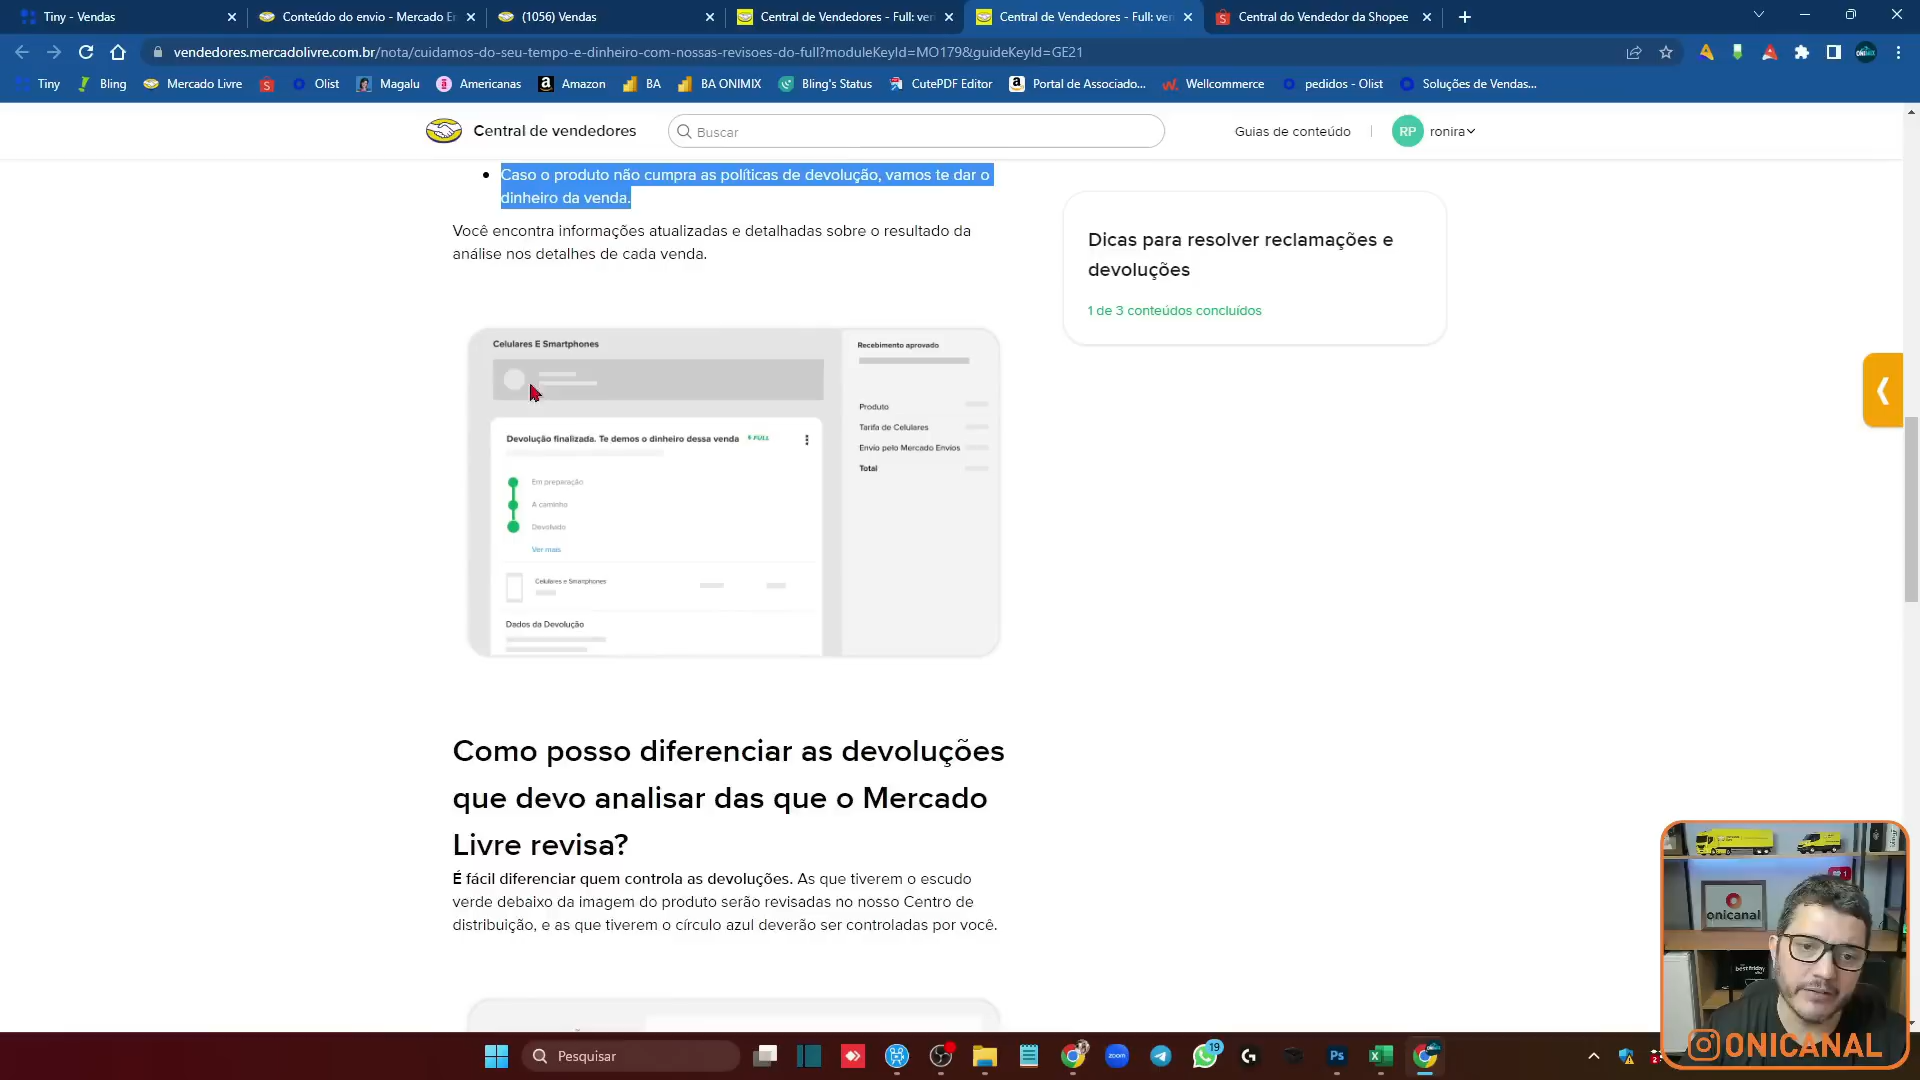 Tiny - Vendas
Conteúdo do envio - Mercado En
(1056) Vendas
Central de Vendedores - Full: ven
Central de Vendedores - Full: ven
Central do Vendedor da Shopee
vendedores.mercadolivre.com.br/nota/cuidamos-do-seu-tempo-e-dinheiro-com-nossas-revisoes-do-full?moduleKeyId=MO179&guideKeyId=GE21
Tiny
Bling
Mercado Livre
Olist
Magalu
Americanas
Amazon
BA
BA ONIMIX
Bling's Status
CutePDF Editor
Portal de Associado...
Wellcommerce
pedidos - Olist
Soluções de Vendas...
Central de vendedores
Buscar
Guias de conteúdo
RP
ronira
Caso o produto não cumpra as políticas de devolução, vamos te dar o
dinheiro da venda.
Você encontra informações atualizadas e detalhadas sobre o resultado da
análise nos detalhes de cada venda.
Dicas para resolver reclamações e
devoluções
1 de 3 conteúdos concluídos
Celulares E Smartphones
Devolução finalizada. Te demos o dinheiro dessa venda
FULL
Em preparação
A caminho
Devolvido
Ver mais
Celulares e Smartphones
Dados da Devolução
Recebimento aprovado
Produto
Tarifa de Celulares
Envio pelo Mercado Envios
Total
Como posso diferenciar as devoluções
que devo analisar das que o Mercado
Livre revisa?
É fácil diferenciar quem controla as devoluções. As que tiverem o escudo
verde debaixo da imagem do produto serão revisadas no nosso Centro de
distribuição, e as que tiverem o círculo azul deverão ser controladas por você.
onicanal
best friday
ONICANAL
Pesquisar
zoom
19
Ps